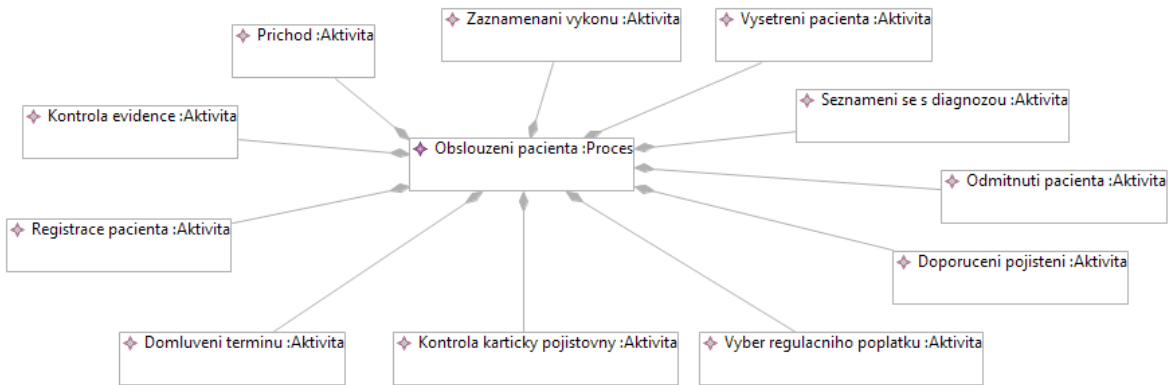 Zaznamenani vykonu :Aktivita
Vysetreni pacienta :Aktivita
Prichod :Aktivita
Seznameni se s diagnozou :Aktivita
Kontrola evidence :Aktivita
Obslouzeni pacienta :Proces
Odmitnuti pacienta :Aktivita
Registrace pacienta :Aktivita
Doporuceni pojisteni :Aktivita
Domluveni terminu :Aktivita
Kontrola karticky pojistovny :Aktivita
Vyber regulacniho poplatku :Aktivita